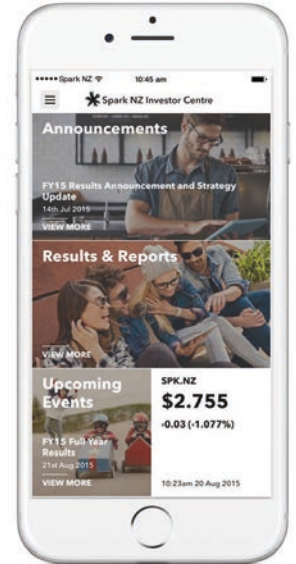 Spark NZ
10:45 am
Spark NZ Investor Centre
Announcements
FY15 Results Announcement and Strategy
Update
14th Jul 2015
VIEW MORE
Results & Reports
VIEW MORE
Upcoming
Events
FY15 Full Year
Results
21st Aug 2015
VIEW MORE
SPK.NZ
$2.755
-0.03 (-1.077%)
10:23am 20 Aug 2015